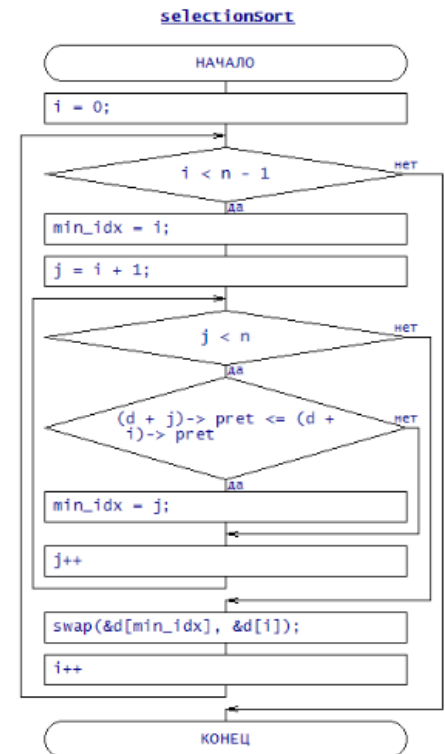 selectionSort
НАЧАЛО
i = 0;
i < n - 1
нет
да
min_idx = i;
j = i + 1;
j < n
нет
да
(d + j)-> pret <= (d +
i)-> pret
нет
да
min_idx = j;
j++
swap(&d[min_idx], &d[i]);
i++
КОНЕЦ